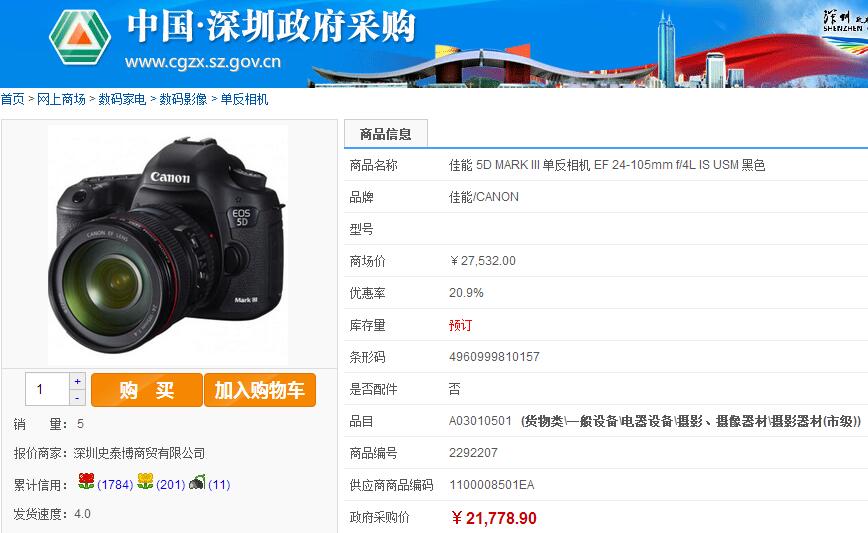 中国·深圳政府采购
www.cgzx.sz.gov.cn
深圳
SHENZHEN
首页 > 网上商场 > 数码家电 > 数码影像 > 单反相机
Canon
EOS
5D
CANON EF LENS
Mark III
1
+
-
购 买
加入购物车
销 量: 5
报价商家: 深圳史泰博商贸有限公司
累计信用: (1784) (201) (11)
发货速度: 4.0
商品信息
商品名称 佳能 5D MARK III 单反相机 EF 24-105mm f/4L IS USM 黑色
品牌 佳能/CANON
型号
商场价 ￥27,532.00
优惠率 20.9%
库存量 预订
条形码 4960999810157
是否配件 否
品目 A03010501 (货物类\一般设备\电器设备\摄影、摄像器材\摄影器材(市级))
商品编号 2292207
供应商商品编码 1100008501EA
政府采购价 ￥21,778.90